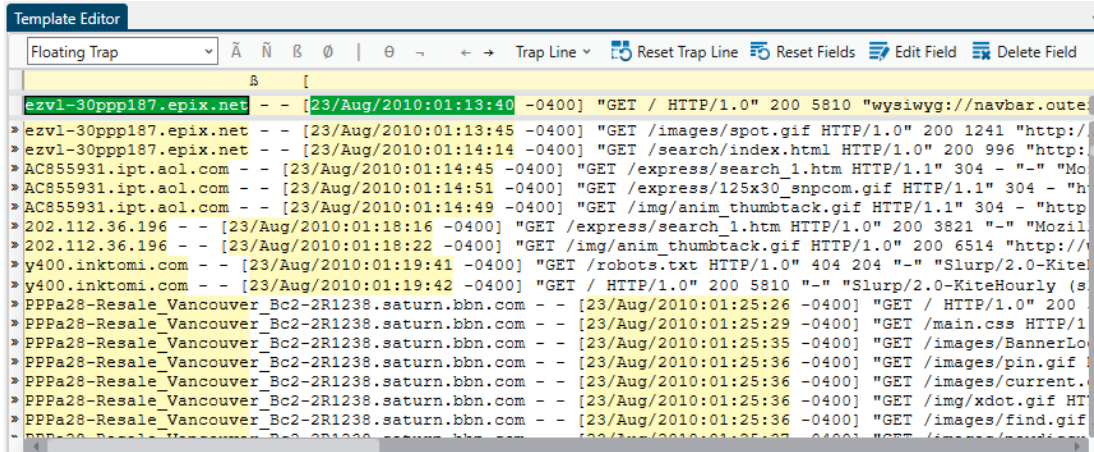 Template Editor
Floating Trap Ã Ñ ß Ø | Ɵ ¬ ← → Trap Line Reset Trap Line Reset Fields Edit Field Delete Field
ß [
ezvl-30ppp187.epix.net - - [23/Aug/2010:01:13:40 -0400] "GET / HTTP/1.0" 200 5810 "wysiwyg://navbar.oute
» ezvl-30ppp187.epix.net - - [23/Aug/2010:01:13:45 -0400] "GET /images/spot.gif HTTP/1.0" 200 1241 "http:/
» ezvl-30ppp187.epix.net - - [23/Aug/2010:01:14:14 -0400] "GET /search/index.html HTTP/1.0" 200 996 "http:
» AC855931.ipt.aol.com - - [23/Aug/2010:01:14:45 -0400] "GET /express/search_1.htm HTTP/1.1" 304 - "-" "Mo
» AC855931.ipt.aol.com - - [23/Aug/2010:01:14:51 -0400] "GET /express/125x30_snpcom.gif HTTP/1.1" 304 - "h
» AC855931.ipt.aol.com - - [23/Aug/2010:01:14:49 -0400] "GET /img/anim_thumbtack.gif HTTP/1.1" 304 - "http
» 202.112.36.196 - - [23/Aug/2010:01:18:16 -0400] "GET /express/search_1.htm HTTP/1.0" 200 3821 "-" "Mozil
» 202.112.36.196 - - [23/Aug/2010:01:18:22 -0400] "GET /img/anim_thumbtack.gif HTTP/1.0" 200 6514 "http://
» y400.inktomi.com - - [23/Aug/2010:01:19:41 -0400] "GET /robots.txt HTTP/1.0" 404 204 "-" "Slurp/2.0-Kite
» y400.inktomi.com - - [23/Aug/2010:01:19:42 -0400] "GET / HTTP/1.0" 200 5810 "-" "Slurp/2.0-KiteHourly (s
» PPPa28-Resale_Vancouver_Bc2-2R1238.saturn.bbn.com - - [23/Aug/2010:01:25:26 -0400] "GET / HTTP/1.0" 200
» PPPa28-Resale_Vancouver_Bc2-2R1238.saturn.bbn.com - - [23/Aug/2010:01:25:29 -0400] "GET /main.css HTTP/1
» PPPa28-Resale_Vancouver_Bc2-2R1238.saturn.bbn.com - - [23/Aug/2010:01:25:35 -0400] "GET /images/BannerLo
» PPPa28-Resale_Vancouver_Bc2-2R1238.saturn.bbn.com - - [23/Aug/2010:01:25:36 -0400] "GET /images/pin.gif
» PPPa28-Resale_Vancouver_Bc2-2R1238.saturn.bbn.com - - [23/Aug/2010:01:25:36 -0400] "GET /images/current.
» PPPa28-Resale_Vancouver_Bc2-2R1238.saturn.bbn.com - - [23/Aug/2010:01:25:36 -0400] "GET /img/xdct.gif HT
» PPPa28-Resale_Vancouver_Bc2-2R1238.saturn.bbn.com - - [23/Aug/2010:01:25:36 -0400] "GET /images/find.gif